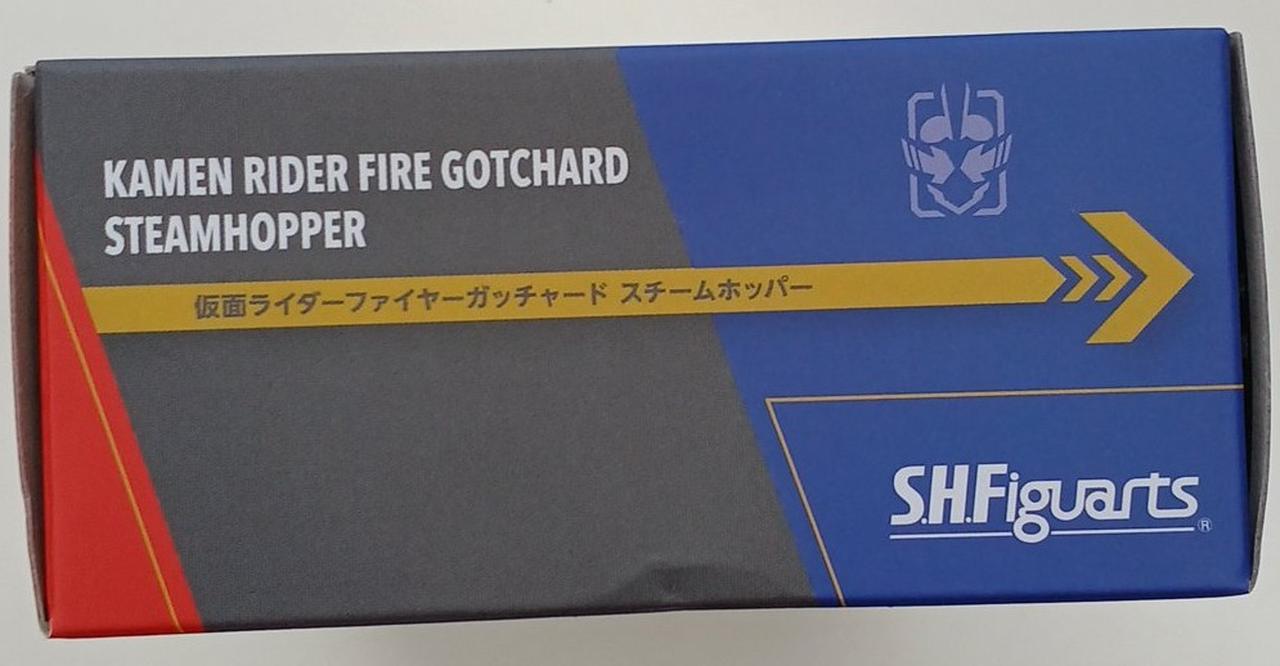 KAMEN RIDER FIRE GOTCHARD
STEAMHOPPER
仮面ライダーファイヤーガッチャード スチームホッパー
S.H.Figuarts®